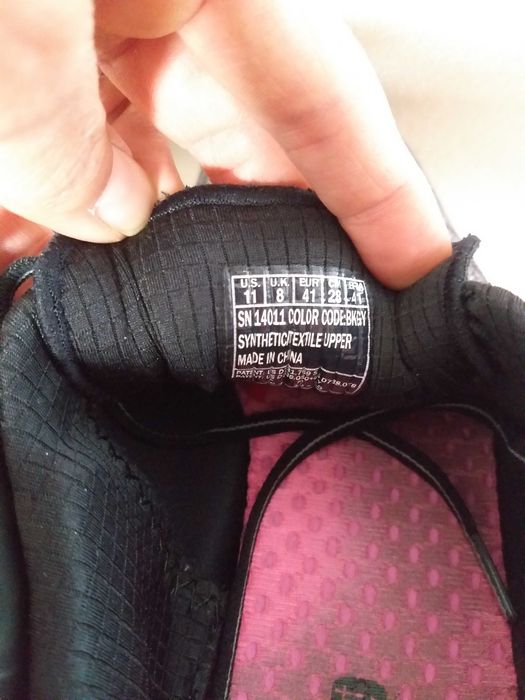 U.S. U.K. EUR CM BRA
11 8 41 28 41
SN 14011 COLOR CODE:BKGY
SYNTHETIC/TEXTILE UPPER
MADE IN CHINA